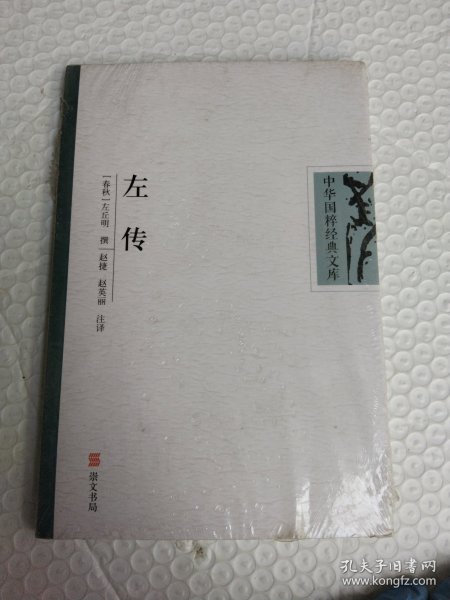 左传
[春秋]左丘明 撰 赵捷 赵英丽 注译
中华国粹经典文库
崇文书局
孔夫子旧书网
www.kongfz.com